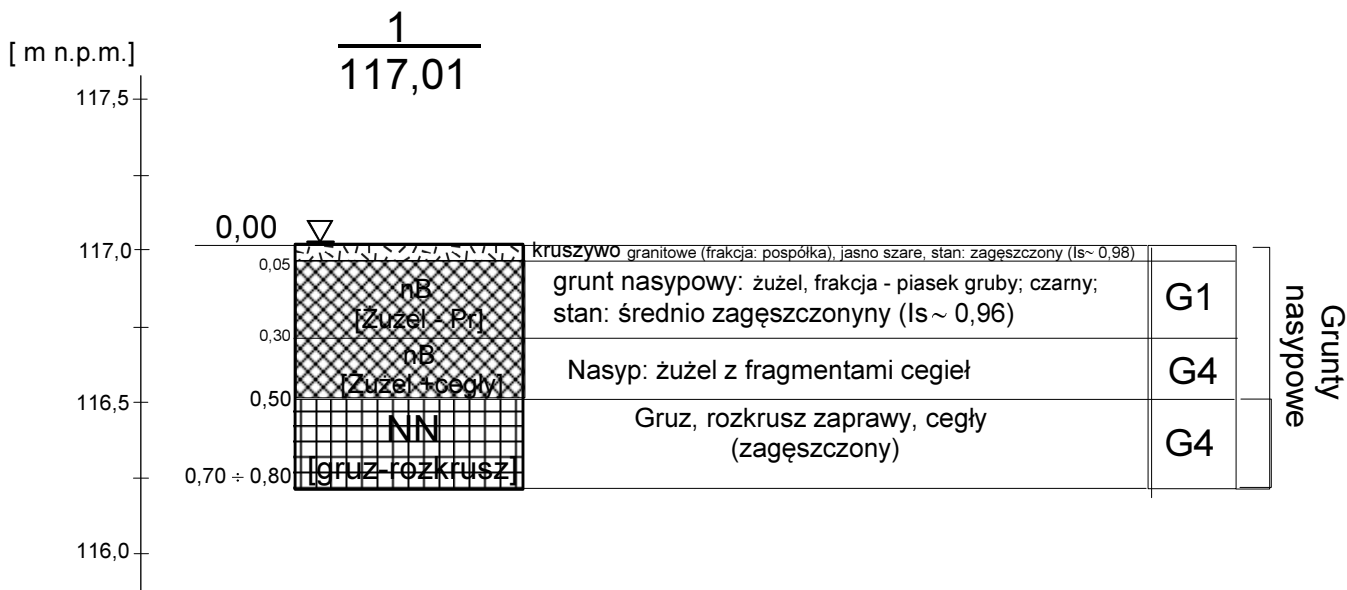 1
117,01
[ m n.p.m.]
117,5
0,00
117,0
kruszywo granitowe (frakcja: pospółka), jasno szare, stan: zagęszczony (Is~ 0,98)
0,05
nB
[Żużel - Pr]
grunt nasypowy: żużel, frakcja - piasek gruby; czarny;
stan: średnio zagęszczonyny (Is~ 0,96)
G1
0,30
nB
[Żużel +cegły]
Nasyp: żużel z fragmentami cegieł
G4
0,50
116,5
NN
[gruz-rozkrusz]
Gruz, rozkrusz zaprawy, cegły
(zagęszczony)
G4
0,70 ÷ 0,80
116,0
Grunty
nasypowe